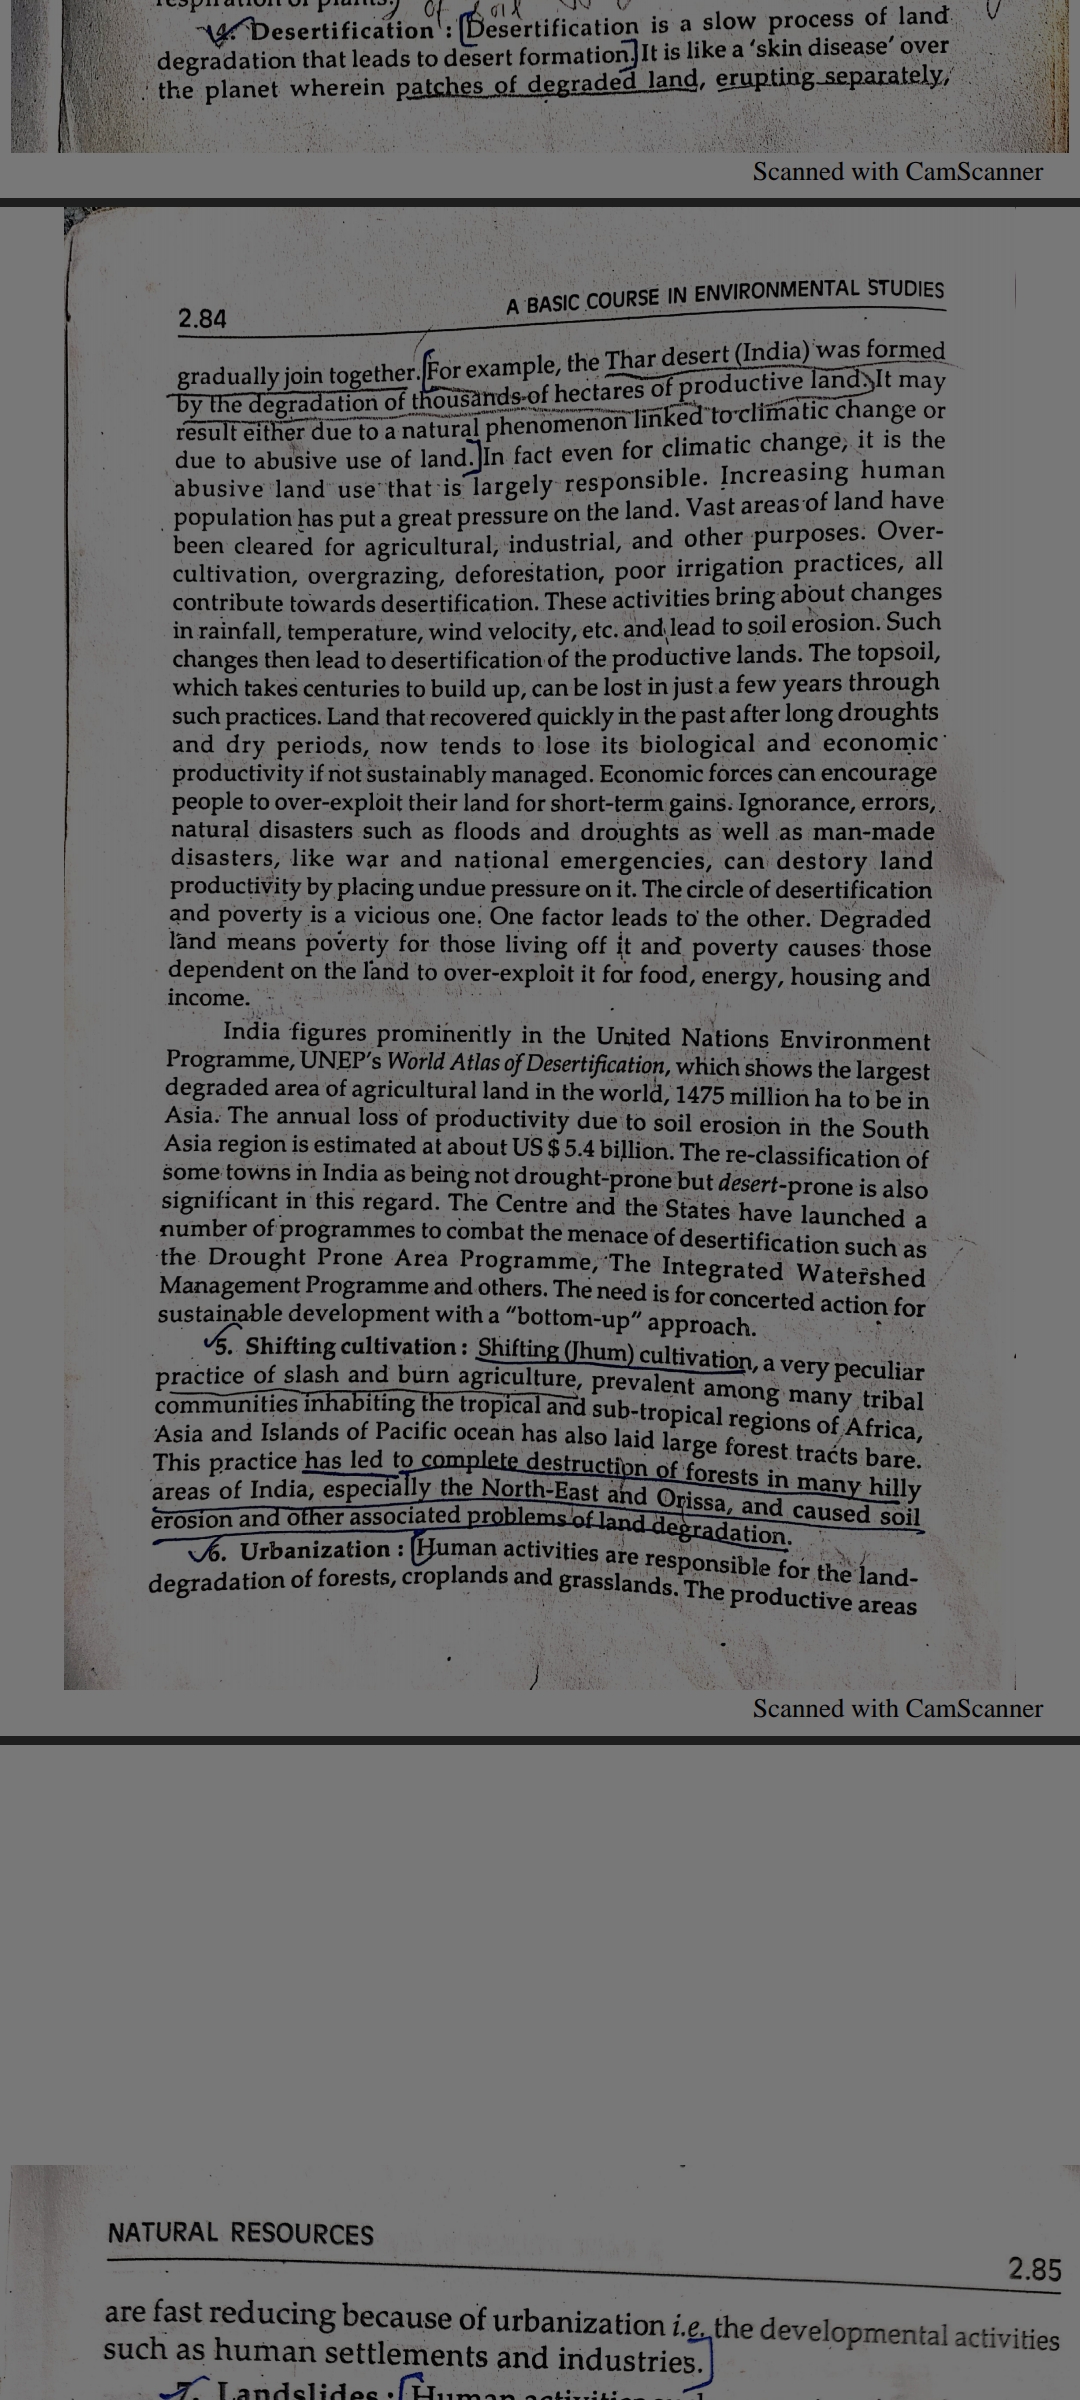 4. Desertification : [Desertification is a slow process of land
degradation that leads to desert formation.] It is like a 'skin disease' over
the planet wherein patches of degraded land, erupting separately,
Scanned with CamScanner
2.84
A BASIC COURSE IN ENVIRONMENTAL STUDIES
gradually join together. [For example, the Thar desert (India) was formed
by the degradation of thousands of hectares of productive land. It may
result either due to a natural phenomenon linked to climatic change or
due to abusive use of land.] In fact even for climatic change, it is the
abusive land use that is largely responsible. Increasing human
population has put a great pressure on the land. Vast areas of land have
been cleared for agricultural, industrial, and other purposes. Over-
cultivation, overgrazing, deforestation, poor irrigation practices, all
contribute towards desertification. These activities bring about changes
in rainfall, temperature, wind velocity, etc. and lead to soil erosion. Such
changes then lead to desertification of the productive lands. The topsoil,
which takes centuries to build up, can be lost in just a few years through
such practices. Land that recovered quickly in the past after long droughts
and dry periods, now tends to lose its biological and economic
productivity if not sustainably managed. Economic forces can encourage
people to over-exploit their land for short-term gains. Ignorance, errors,
natural disasters such as floods and droughts as well as man-made
disasters, like war and national emergencies, can destory land
productivity by placing undue pressure on it. The circle of desertification
and poverty is a vicious one. One factor leads to the other. Degraded
land means poverty for those living off it and poverty causes those
dependent on the land to over-exploit it for food, energy, housing and
income.
India figures prominently in the United Nations Environment
Programme, UNEP's World Atlas of Desertification, which shows the largest
degraded area of agricultural land in the world, 1475 million ha to be in
Asia. The annual loss of productivity due to soil erosion in the South
Asia region is estimated at about US $ 5.4 billion. The re-classification of
some towns in India as being not drought-prone but desert-prone is also
significant in this regard. The Centre and the States have launched a
number of programmes to combat the menace of desertification such as
the Drought Prone Area Programme, The Integrated Watershed
Management Programme and others. The need is for concerted action for
sustainable development with a "bottom-up" approach.
5. Shifting cultivation : Shifting (Jhum) cultivation, a very peculiar
practice of slash and burn agriculture, prevalent among many tribal
communities inhabiting the tropical and sub-tropical regions of Africa,
Asia and Islands of Pacific ocean has also laid large forest tracts bare.
This practice has led to complete destruction of forests in many hilly
areas of India, especially the North-East and Orissa, and caused soil
erosion and other associated problems of land degradation.
6. Urbanization : [Human activities are responsible for the land-
degradation of forests, croplands and grasslands. The productive areas
Scanned with CamScanner
NATURAL RESOURCES
2.85
are fast reducing because of urbanization i.e. the developmental activities
such as human settlements and industries.]
7. Landslides : [Human